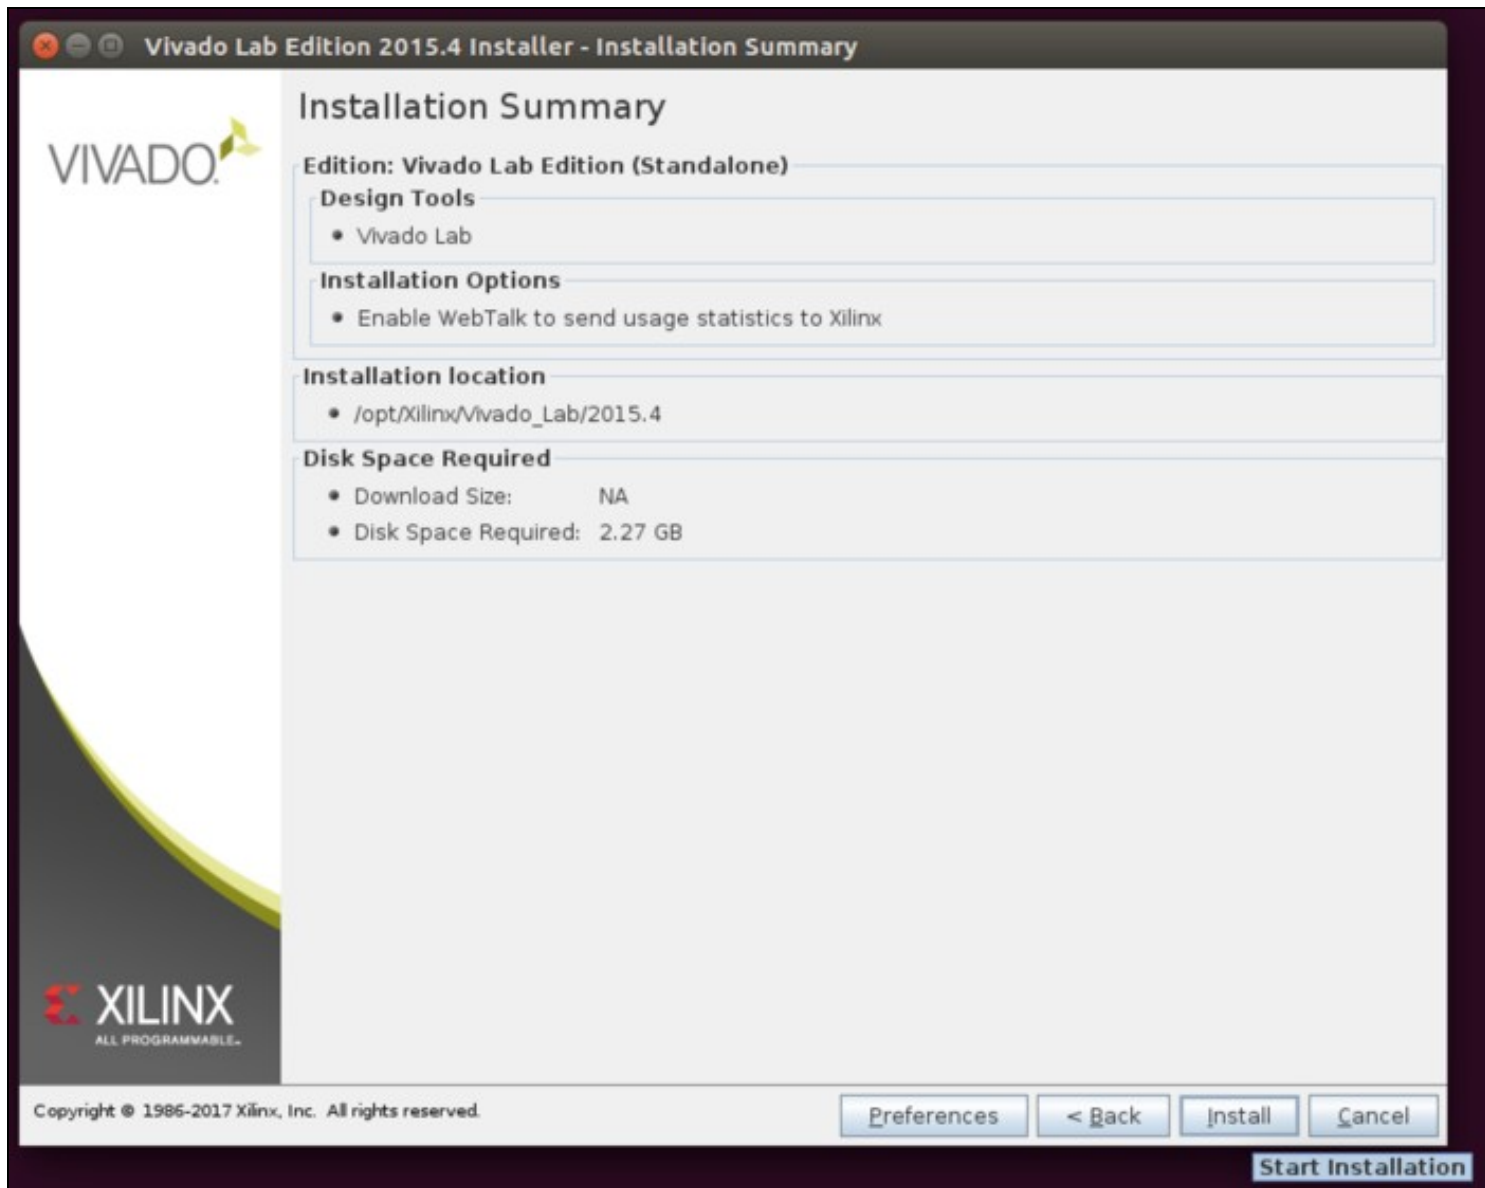 Vivado Lab Edition 2015.4 Installer - Installation Summary
VIVADO.
Installation Summary
Edition: Vivado Lab Edition (Standalone)
Design Tools
• Vivado Lab
Installation Options
• Enable WebTalk to send usage statistics to Xilinx
Installation location
• /opt/Xilinx/Vivado_Lab/2015.4
Disk Space Required
• Download Size: NA
• Disk Space Required: 2.27 GB
XILINX
ALL PROGRAMMABLE™
Copyright © 1986-2017 Xilinx, Inc. All rights reserved.
Preferences
< Back
Install
Cancel
Start Installation